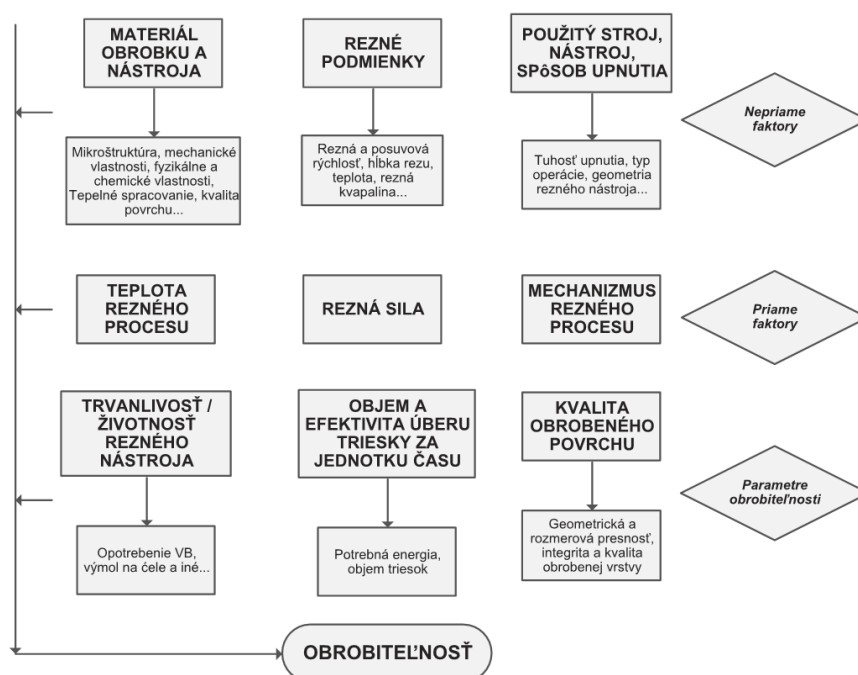 MATERIÁL
OBROBKU A
NÁSTROJA
REZNÉ
PODMIENKY
POUŽITÝ STROJ,
NÁSTROJ,
SPôSOB UPNUTIA
Nepriame
faktory
Mikroštruktúra, mechanické
vlastnosti, fyzikálne a
chemické vlastnosti,
Tepelné spracovanie, kvalita
povrchu...
Rezná a posuvová
rýchlosť, hĺbka rezu,
teplota, rezná
kvapalina...
Tuhosť upnutia, typ
operácie, geometria
rezného nástroja...
TEPLOTA
REZNÉHO
PROCESU
REZNÁ SILA
MECHANIZMUS
REZNÉHO
PROCESU
Priame
faktory
TRVANLIVOSŤ /
ŽIVOTNOSŤ
REZNÉHO
NÁSTROJA
OBJEM A
EFEKTIVITA ÚBERU
TRIESKY ZA
JEDNOTKU ČASU
KVALITA
OBROBENÉHO
POVRCHU
Parametre
obrobiteľnosti
Opotrebenie VB,
výmol na ćele a iné...
Potrebná energia,
objem triesok
Geometrická a
rozmerová presnosť,
integrita a kvalita
obrobenej vrstvy
OBROBITEĽNOSŤ